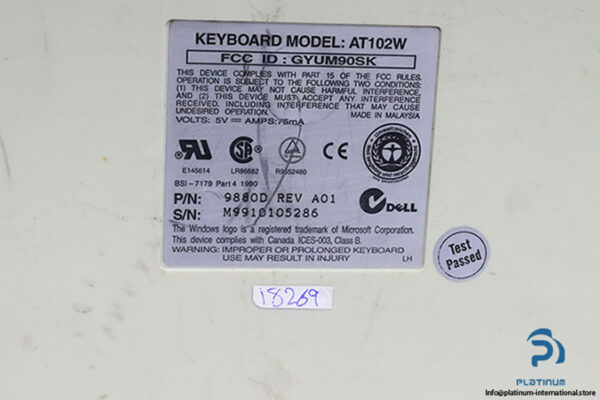 KEYBOARD MODEL: AT102W
FCC ID : GYUM90SK
THIS DEVICE COMPLIES WITH PART 15 OF THE FCC RULES.
OPERATION IS SUBJECT TO THE FOLLOWING TWO CONDITIONS:
(1) THIS DEVICE MAY NOT CAUSE HARMFUL INTERFERENCE,
AND (2) THIS DEVICE MUST ACCEPT ANY INTERFERENCE
RECEIVED, INCLUDING INTERFERENCE THAT MAY CAUSE
UNDESIRED OPERATION. MADE IN MALAYSIA
VOLTS: 5V AMPS:75mA
E145614 LR86682 R9552480
BSI-7179 Part 4 1990
P/N: 9880D REV A01
S/N: M9910105286
DELL
The Windows logo is a registered trademark of Microsoft Corporation.
This device complies with Canada ICES-003, Class B.
WARNING: IMPROPER OR PROLONGED KEYBOARD
USE MAY RESULT IN INJURY LH
Test
Passed
18269
PLATINUM
Info@platinum-international.store